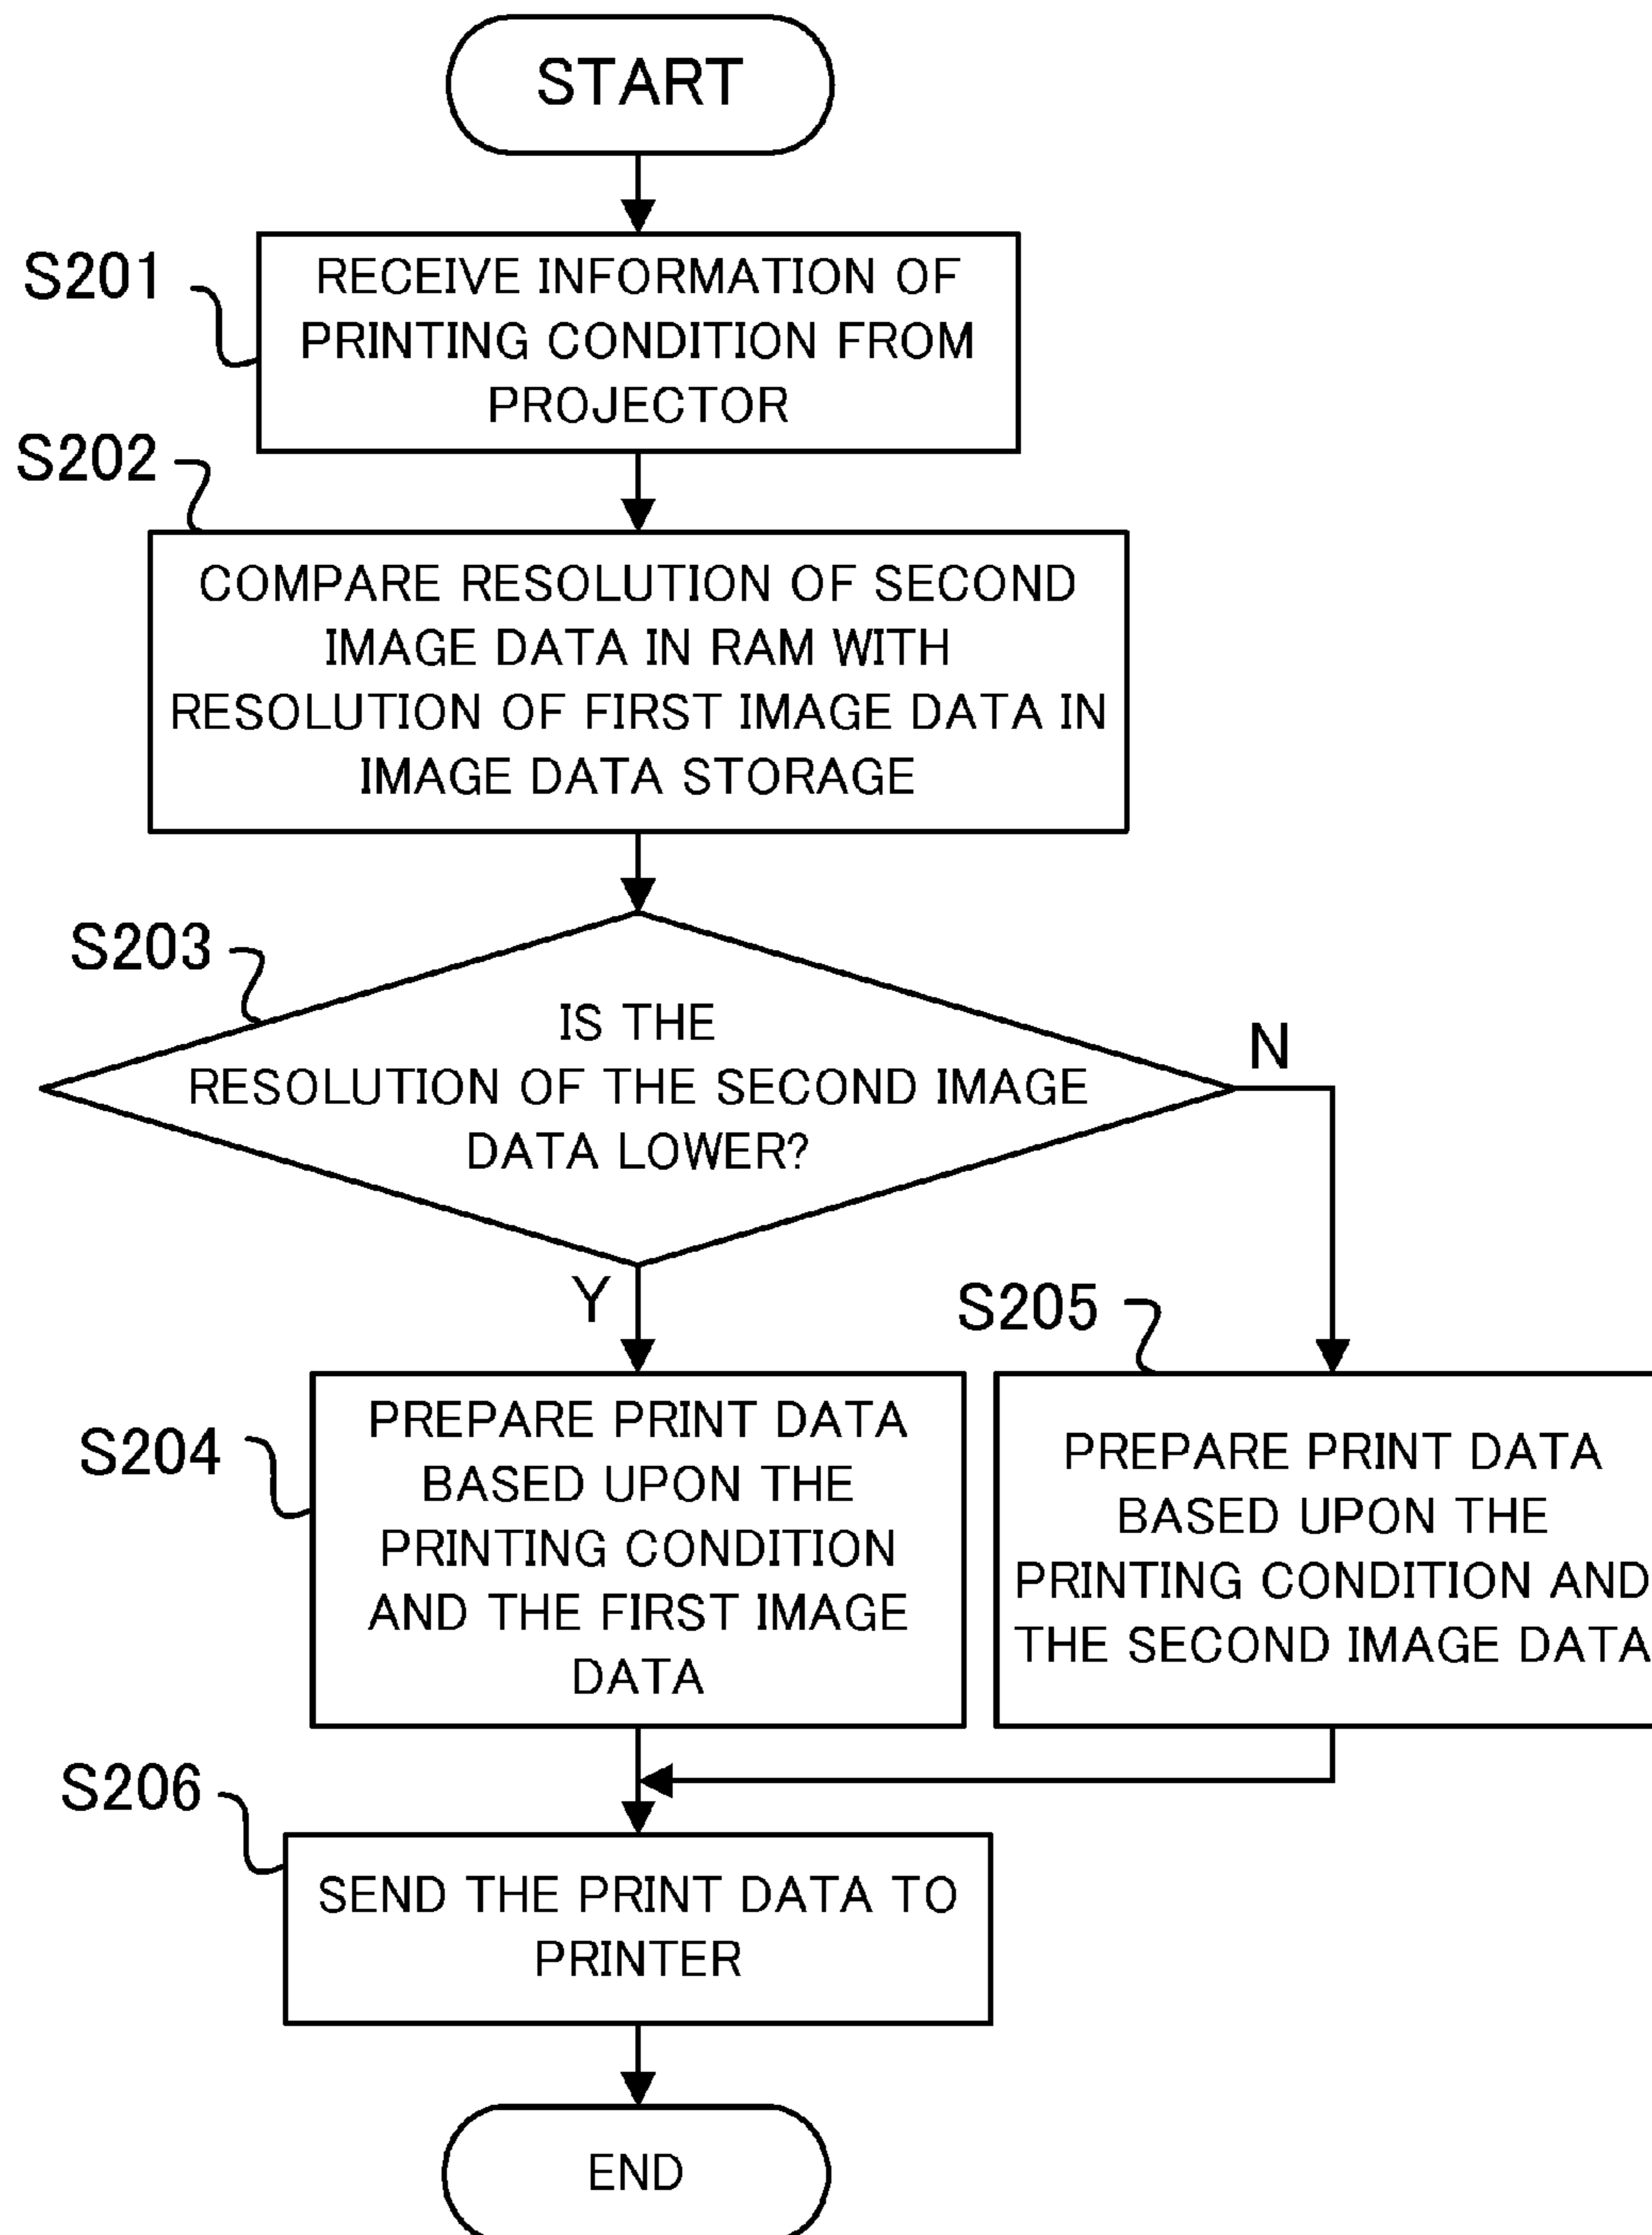 START
S201
RECEIVE INFORMATION OF
PRINTING CONDITION FROM
PROJECTOR
S202
COMPARE RESOLUTION OF SECOND
IMAGE DATA IN RAM WITH
RESOLUTION OF FIRST IMAGE DATA IN
IMAGE DATA STORAGE
S203
IS THE
RESOLUTION OF THE SECOND IMAGE
DATA LOWER?
N
Y
S204
PREPARE PRINT DATA
BASED UPON THE
PRINTING CONDITION
AND THE FIRST IMAGE
DATA
S205
PREPARE PRINT DATA
BASED UPON THE
PRINTING CONDITION AND
THE SECOND IMAGE DATA
S206
SEND THE PRINT DATA TO
PRINTER
END